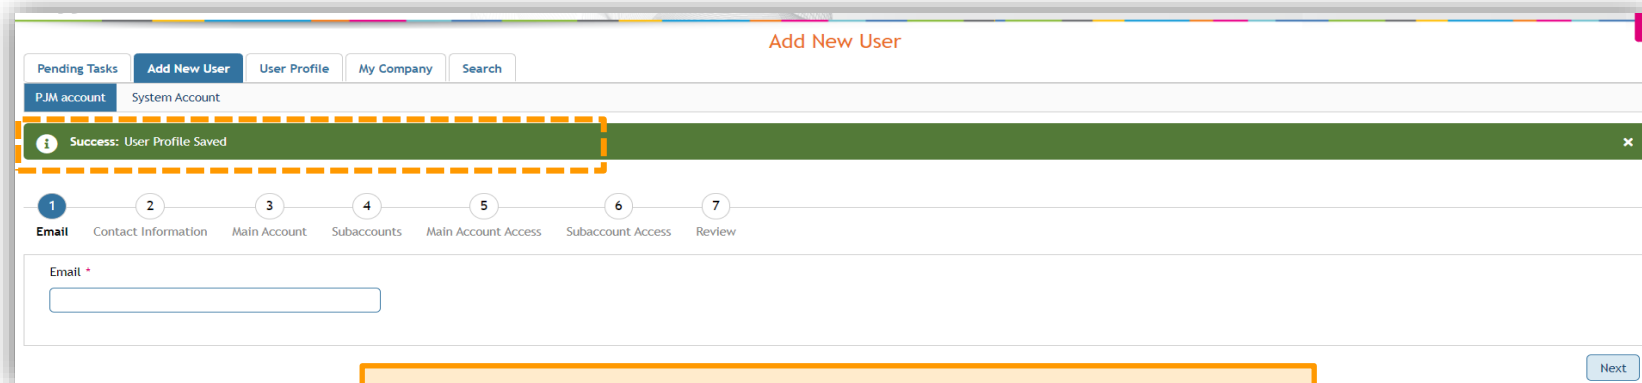 Add New User
Pending Tasks Add New User User Profile My Company Search
PJM account System Account
Success: User Profile Saved ×
1 2 3 4 5 6 7
Email Contact Information Main Account Subaccounts Main Account Access Subaccount Access Review
Email *
Next